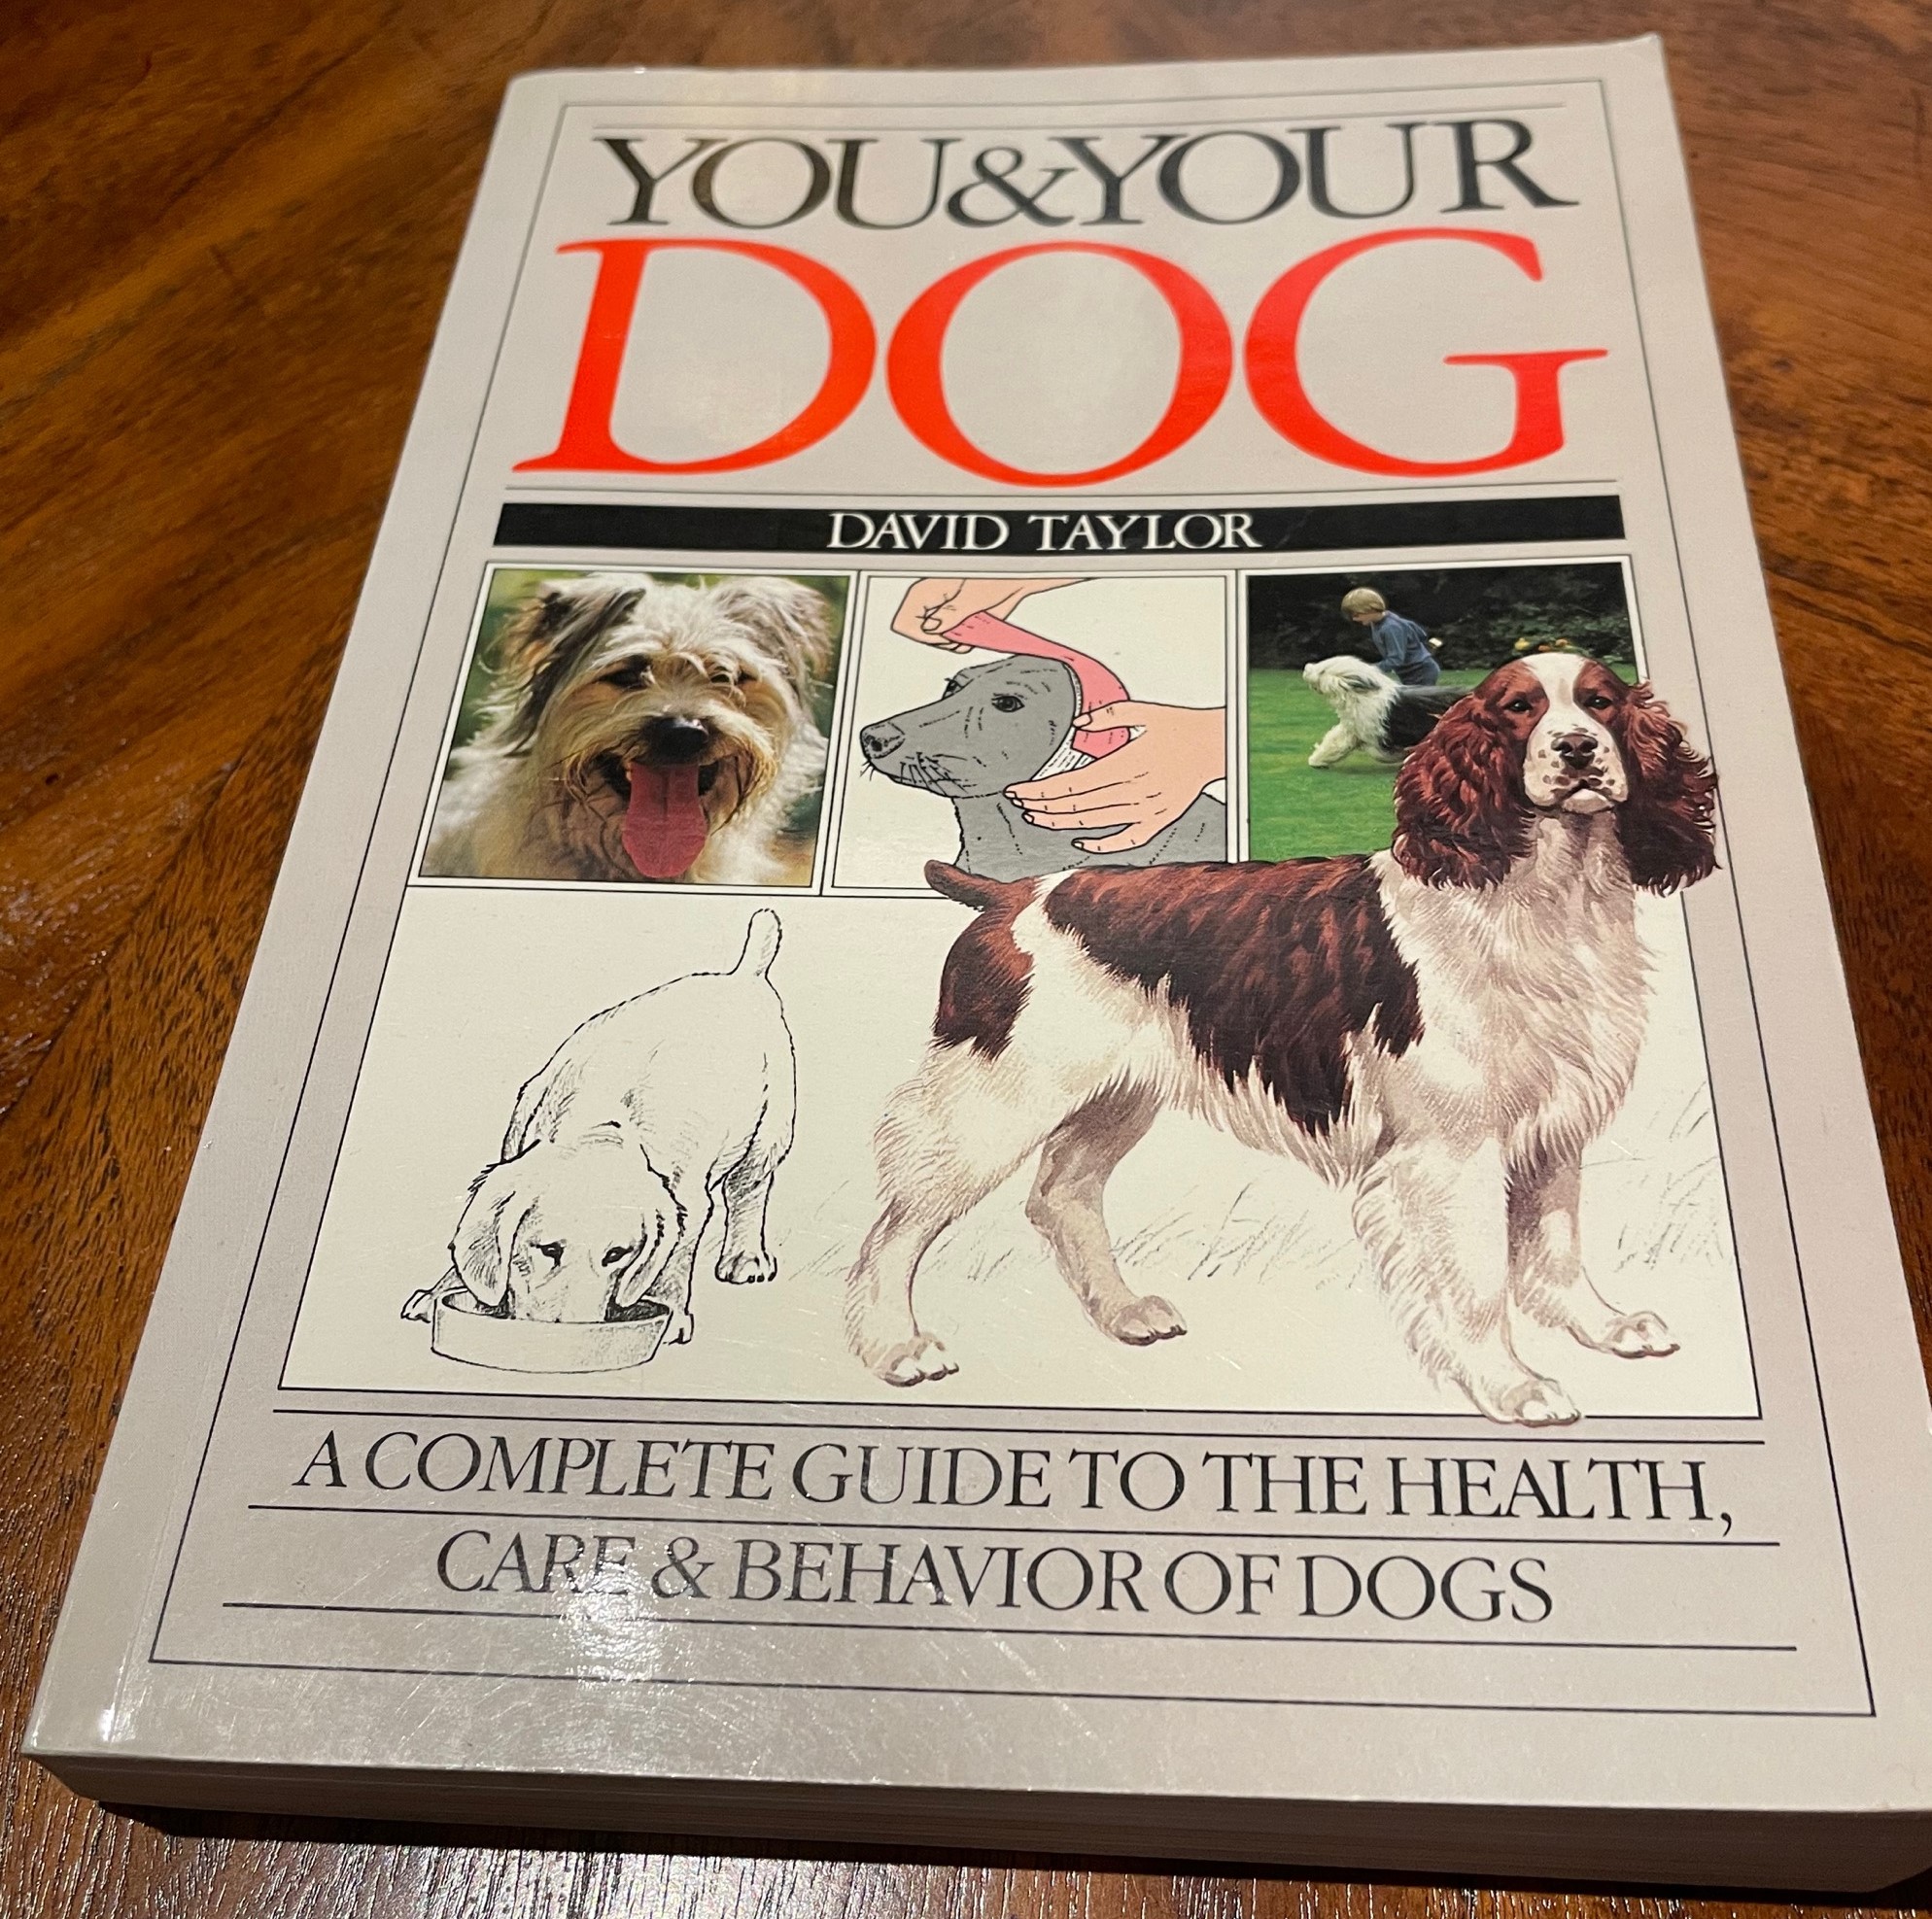 YOU & YOUR
DOG
DAVID TAYLOR
A COMPLETE GUIDE TO THE HEALTH,
CARE & BEHAVIOR OF DOGS